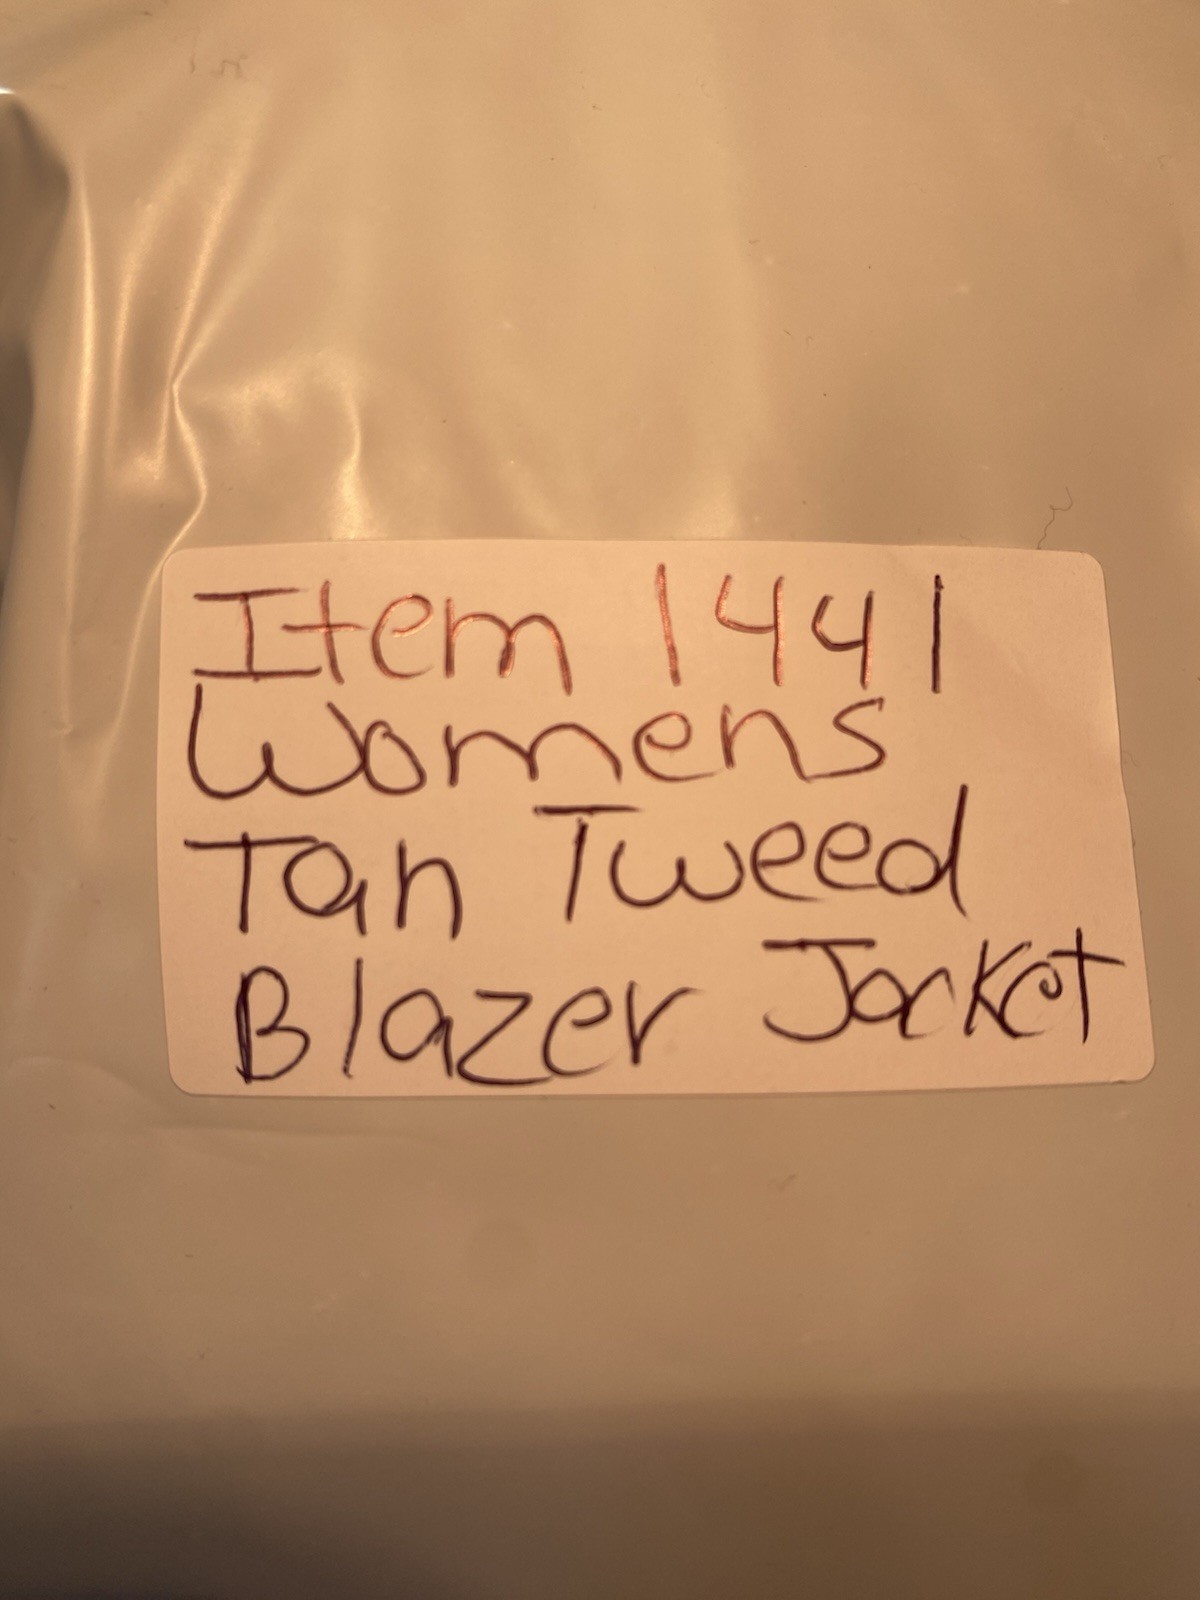 Item 1441
Womens
Tan Tweed
Blazer Jacket